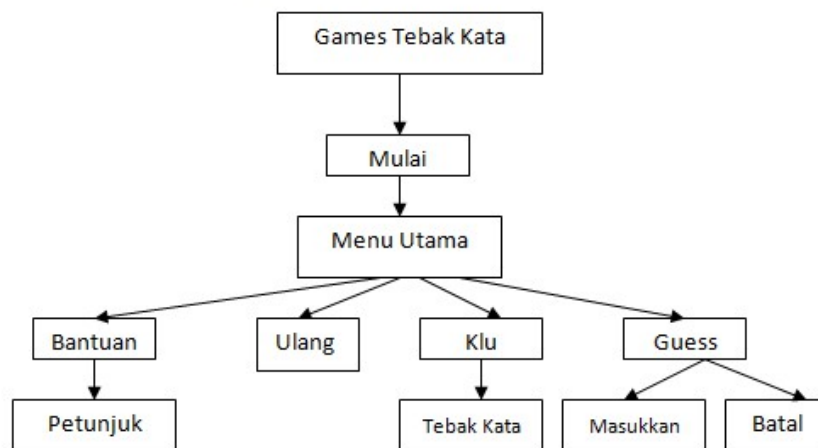 Games Tebak Kata
Mulai
Menu Utama
Bantuan
Ulang
Klu
Guess
Petunjuk
Tebak Kata
Masukkan
Batal